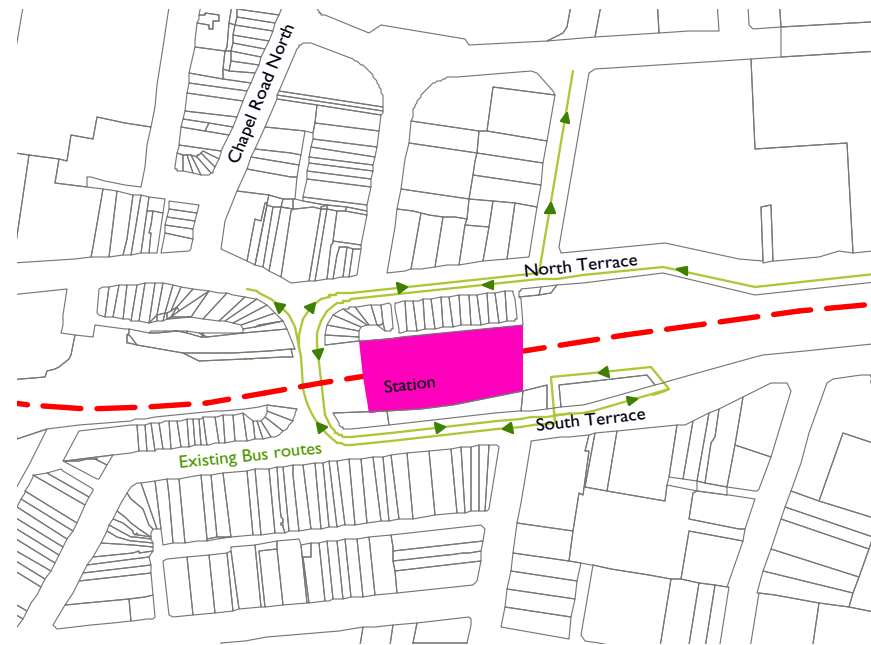 Chapel Road North
North Terrace
Station
South Terrace
Existing Bus routes